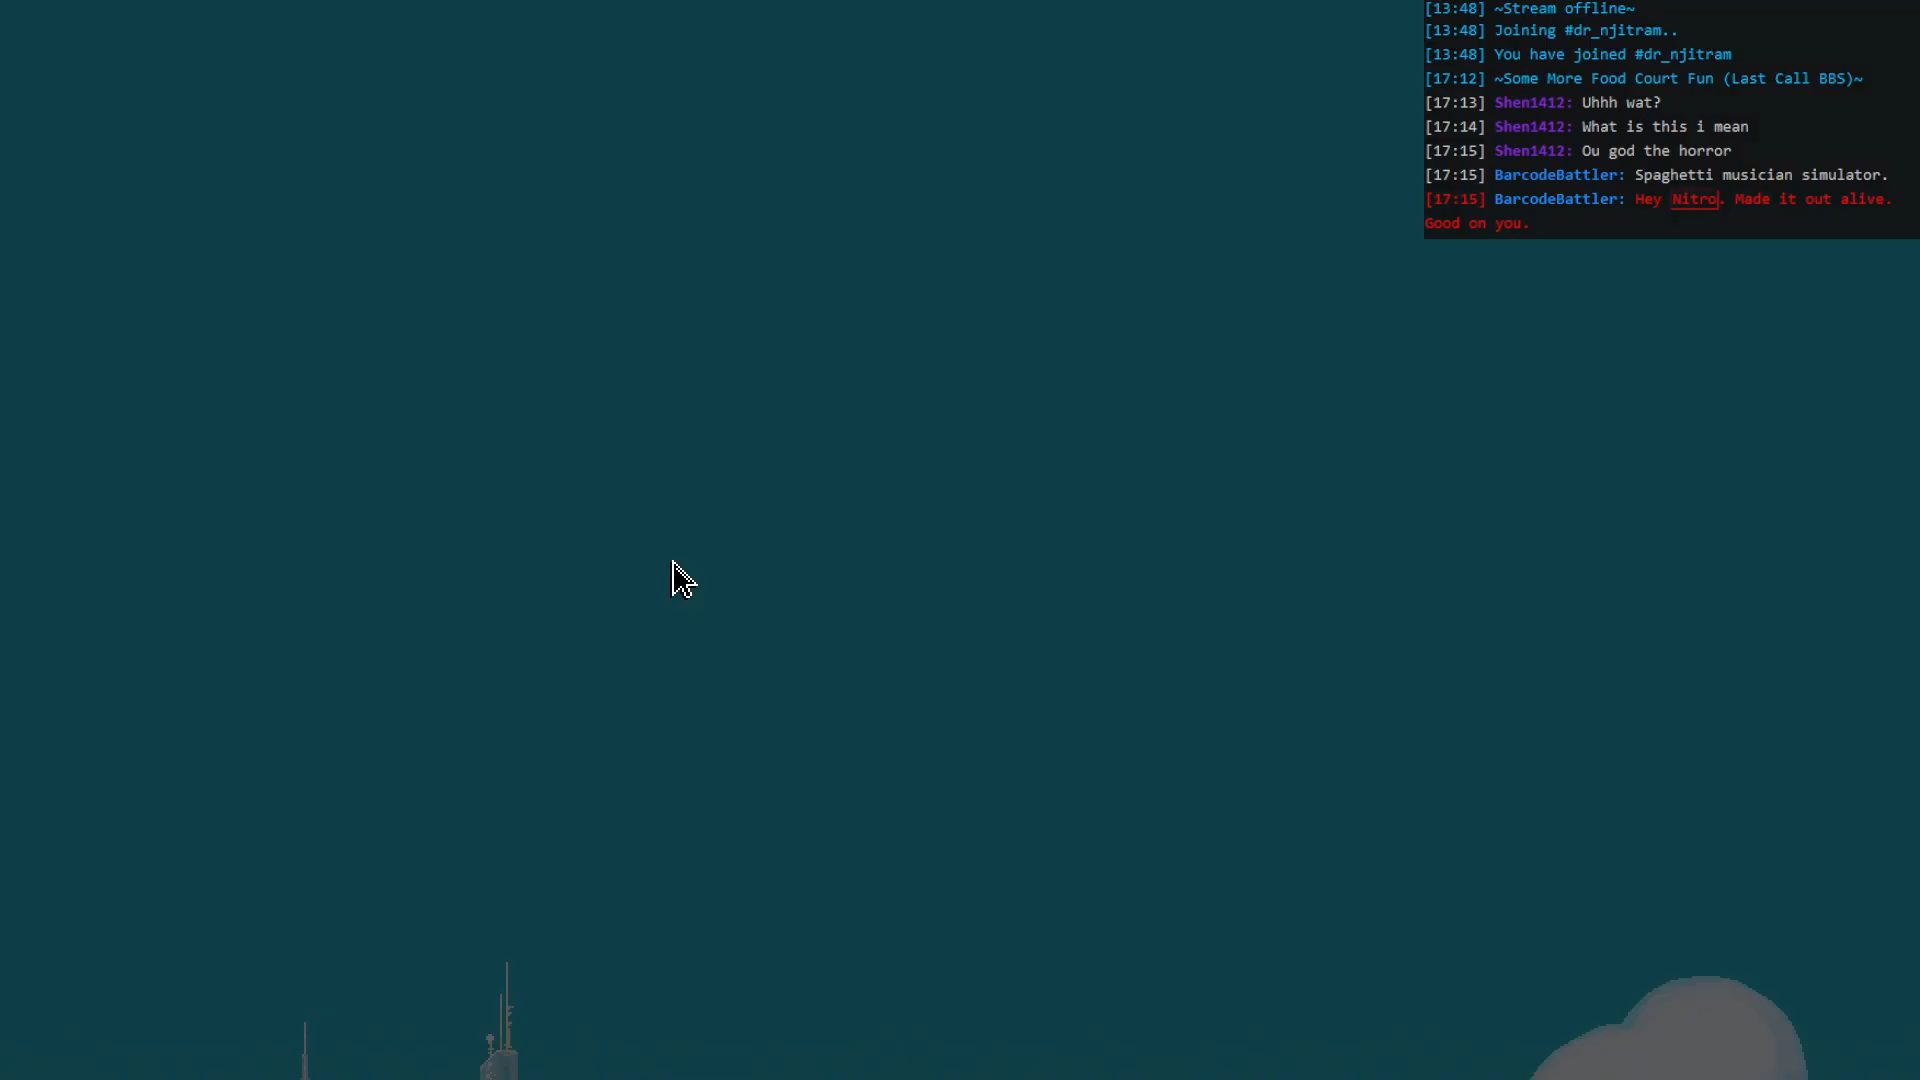 [13:48] ~Stream offline~
[13:48] Joining #dr_njitram..
[13:48] You have joined #dr_njitram
[17:12] ~Some More Food Court Fun (Last Call BBS)~
[17:13] Shen1412: Uhhh wat?
[17:14] Shen1412: What is this i mean
[17:15] Shen1412: Ou god the horror
[17:15] BarcodeBattler: Spaghetti musician simulator.
[17:15] BarcodeBattler: Hey Nitro. Made it out alive.
Good on you.